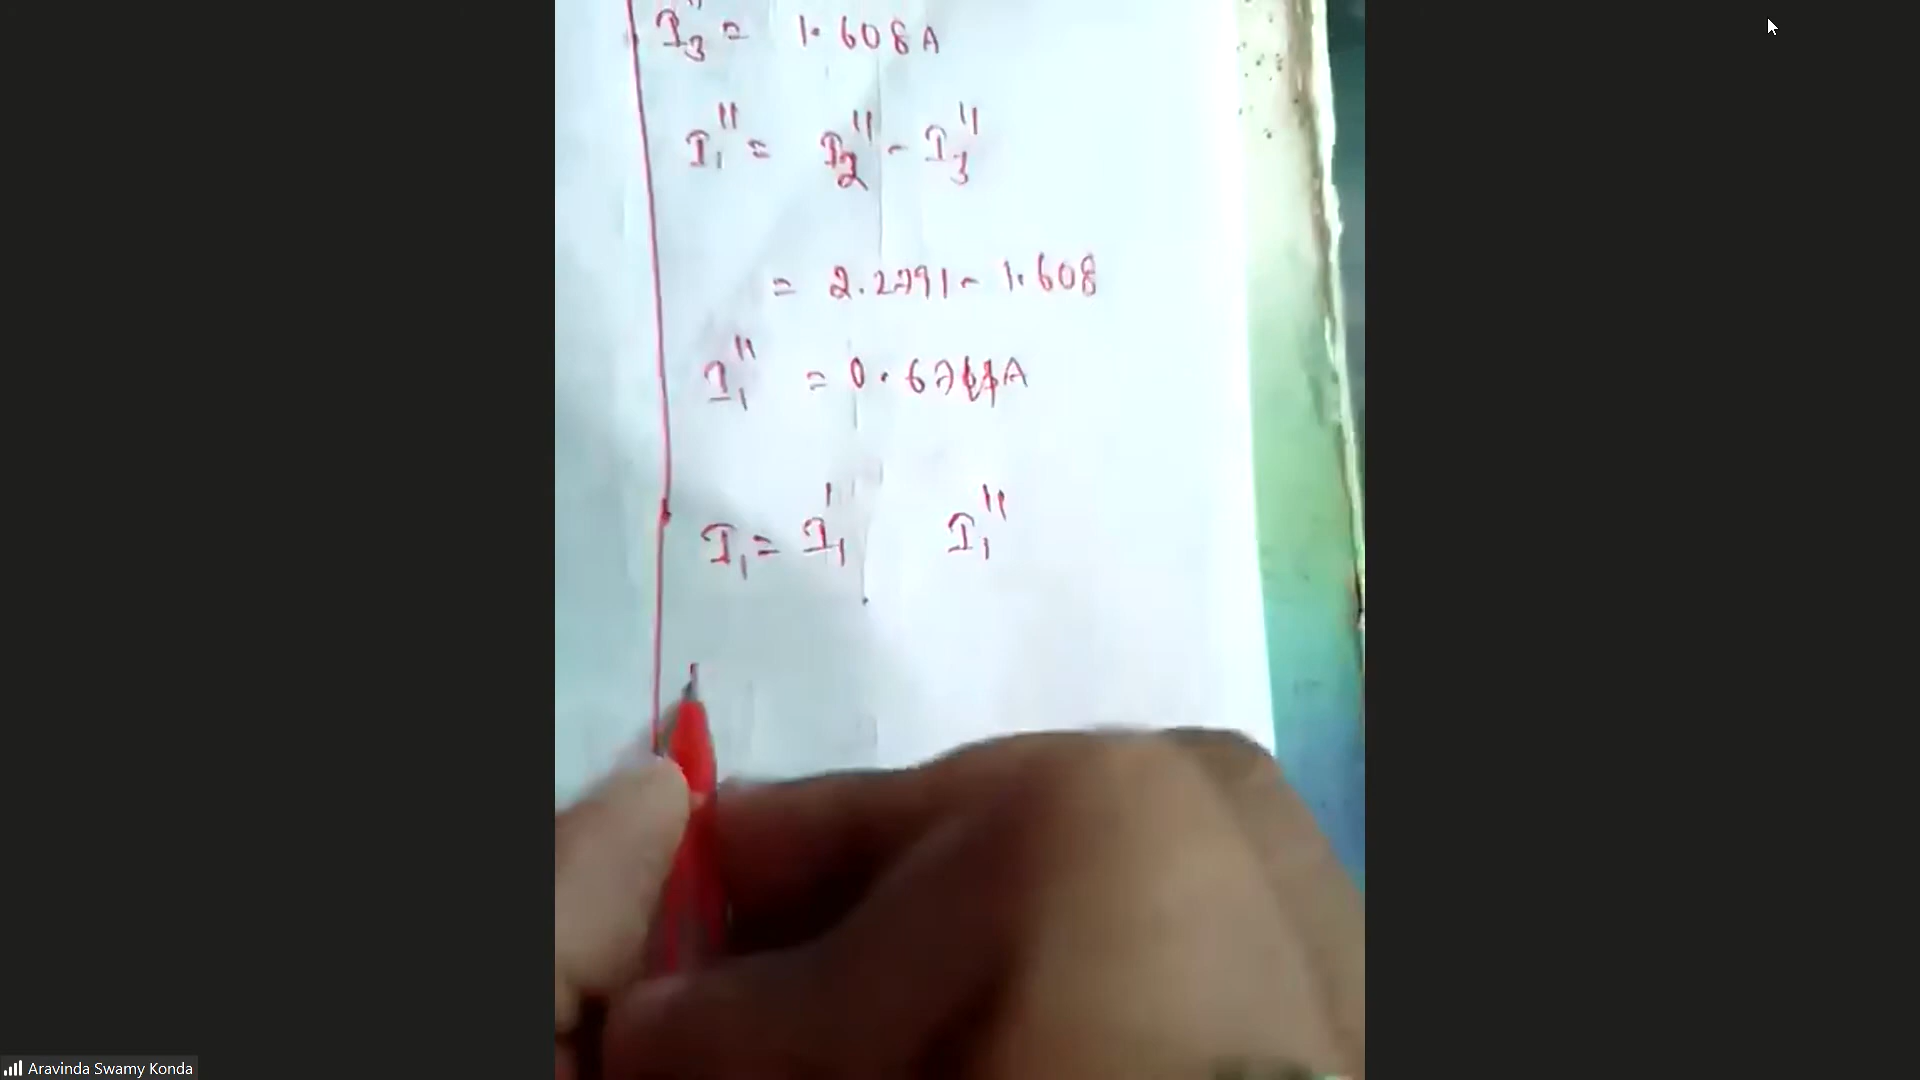 I₃'' = 1.608A
I₁'' = I₂'' - I₃''
= 2.2791 - 1.608
I₁'' = 0.67
I₁ = I₁' I₁''
Aravinda Swamy Konda